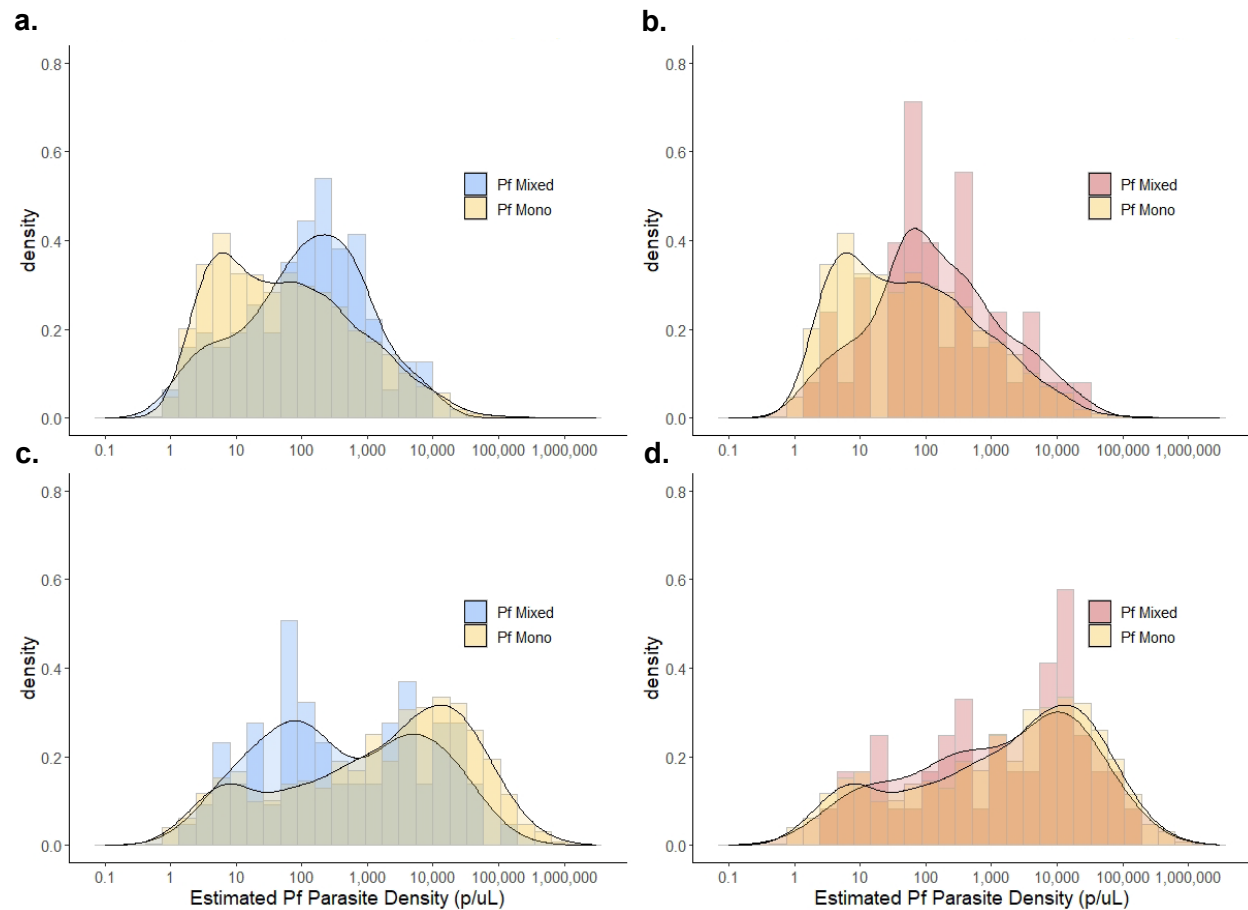 a.
0.8
0.6
0.4
0.2
0.0
density
Pf Mixed
Pf Mono
0.1 1 10 100 1,000 10,000 100,000 1,000,000
b.
0.8
0.6
0.4
0.2
0.0
density
Pf Mixed
Pf Mono
0.1 1 10 100 1,000 10,000 100,000 1,000,000
c.
0.8
0.6
0.4
0.2
0.0
density
Pf Mixed
Pf Mono
0.1 1 10 100 1,000 10,000 100,000 1,000,000
Estimated Pf Parasite Density (p/uL)
d.
0.8
0.6
0.4
0.2
0.0
density
Pf Mixed
Pf Mono
0.1 1 10 100 1,000 10,000 100,000 1,000,000
Estimated Pf Parasite Density (p/uL)